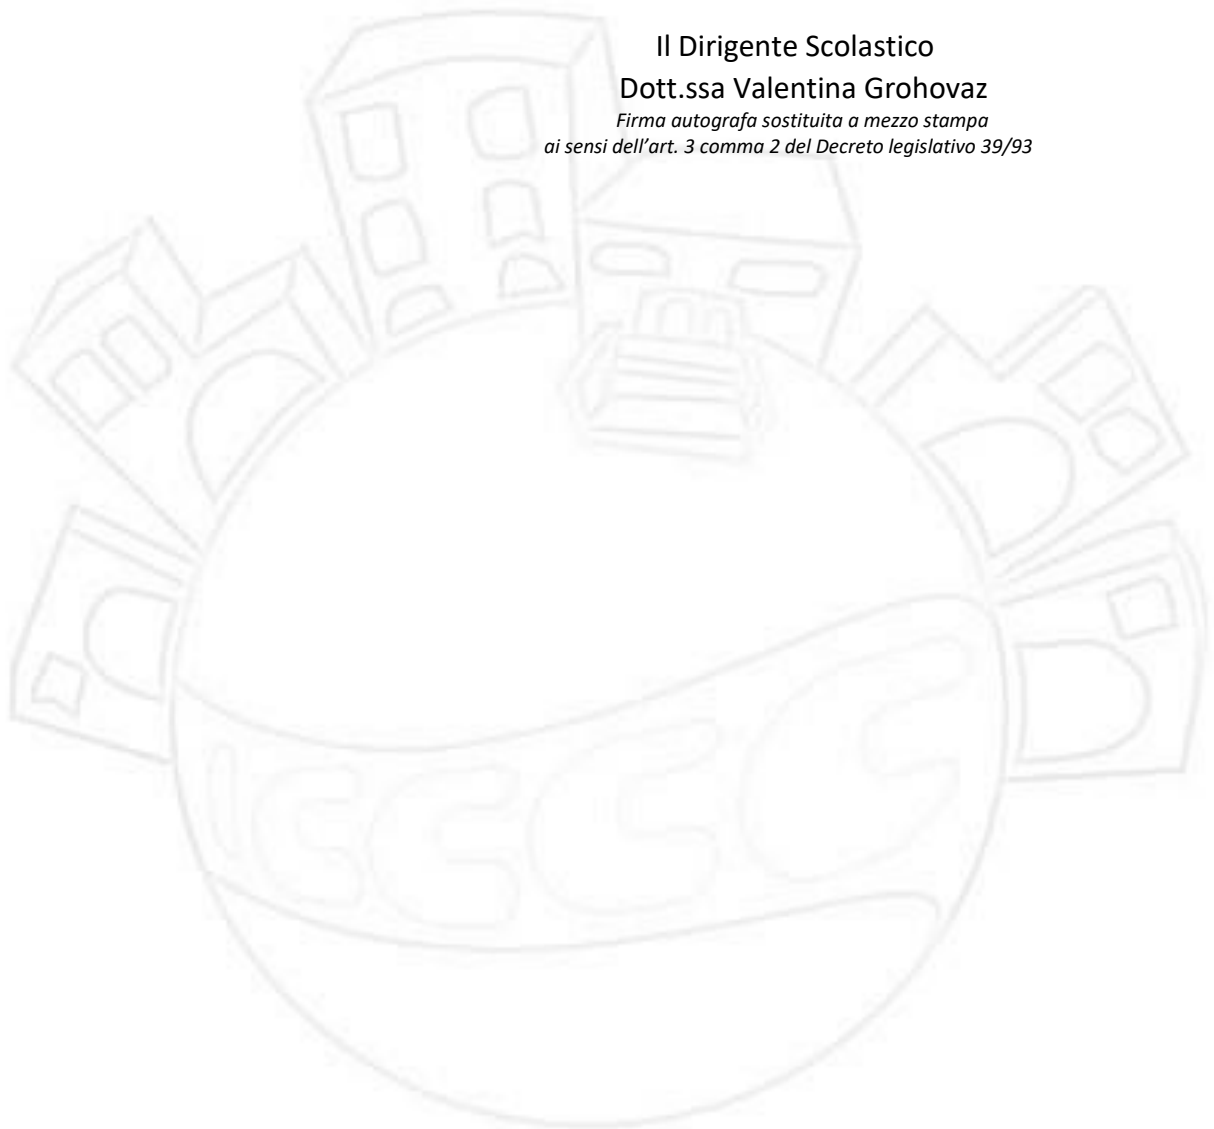 Il Dirigente Scolastico
Dott.ssa Valentina Grohovaz
Firma autografa sostituita a mezzo stampa
ai sensi dell’art. 3 comma 2 del Decreto legislativo 39/93